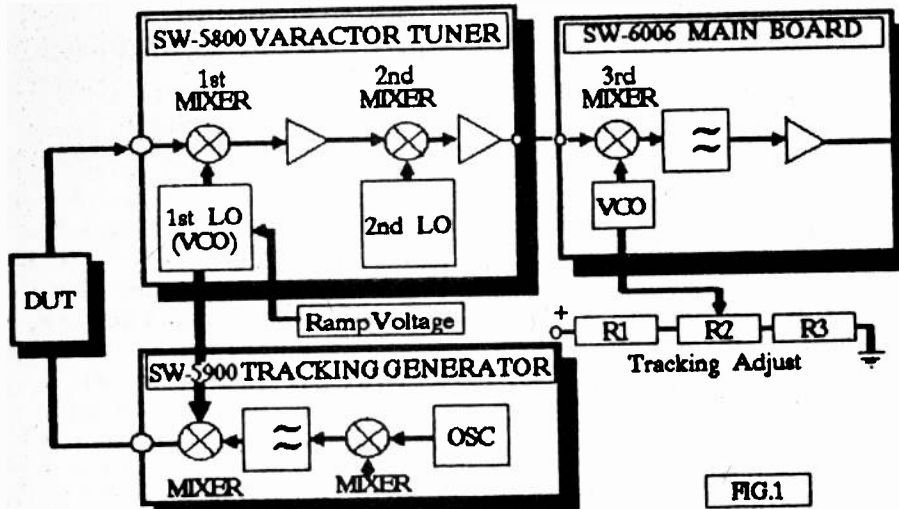 SW-5800 VARACTOR TUNER
1st
MIXER
2nd
MIXER
1st LO
(VCO)
2nd LO
SW-6006 MAIN BOARD
3rd
MIXER
≈
VCO
DUT
Ramp Voltage
+
R1
R2
R3
Tracking Adjust
SW-5900 TRACKING GENERATOR
≈
OSC
MIXER
MIXER
FIG.1